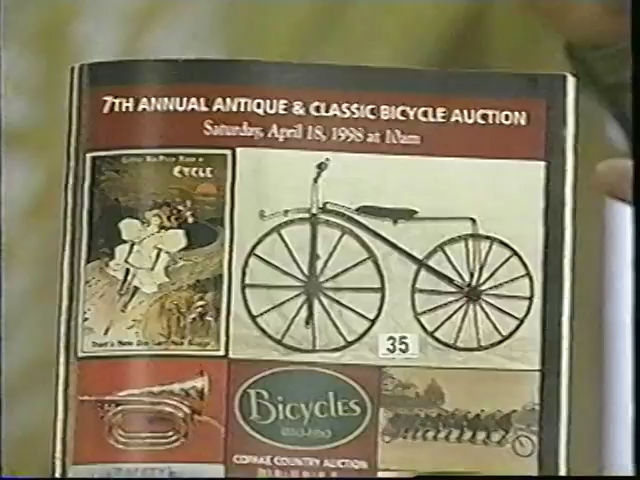 7TH ANNUAL ANTIQUE & CLASSIC BICYCLE AUCTION
Saturday, April 18, 1998 at 10am
CYCLE
35
Bicycles
COPAKE COUNTRY AUCTION